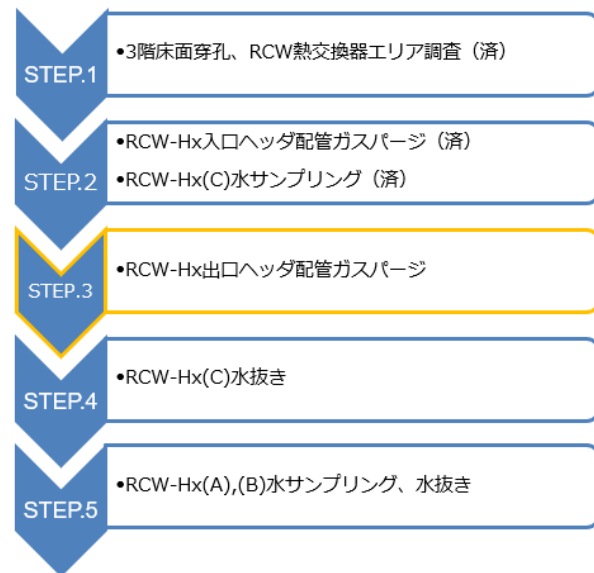 STEP.1
•3階床面穿孔、RCW熱交換器エリア調査（済）
STEP.2
•RCW-Hx入口ヘッダ配管ガスパージ（済）
•RCW-Hx(C)水サンプリング（済）
STEP.3
•RCW-Hx出口ヘッダ配管ガスパージ
STEP.4
•RCW-Hx(C)水抜き
STEP.5
•RCW-Hx(A),(B)水サンプリング、水抜き